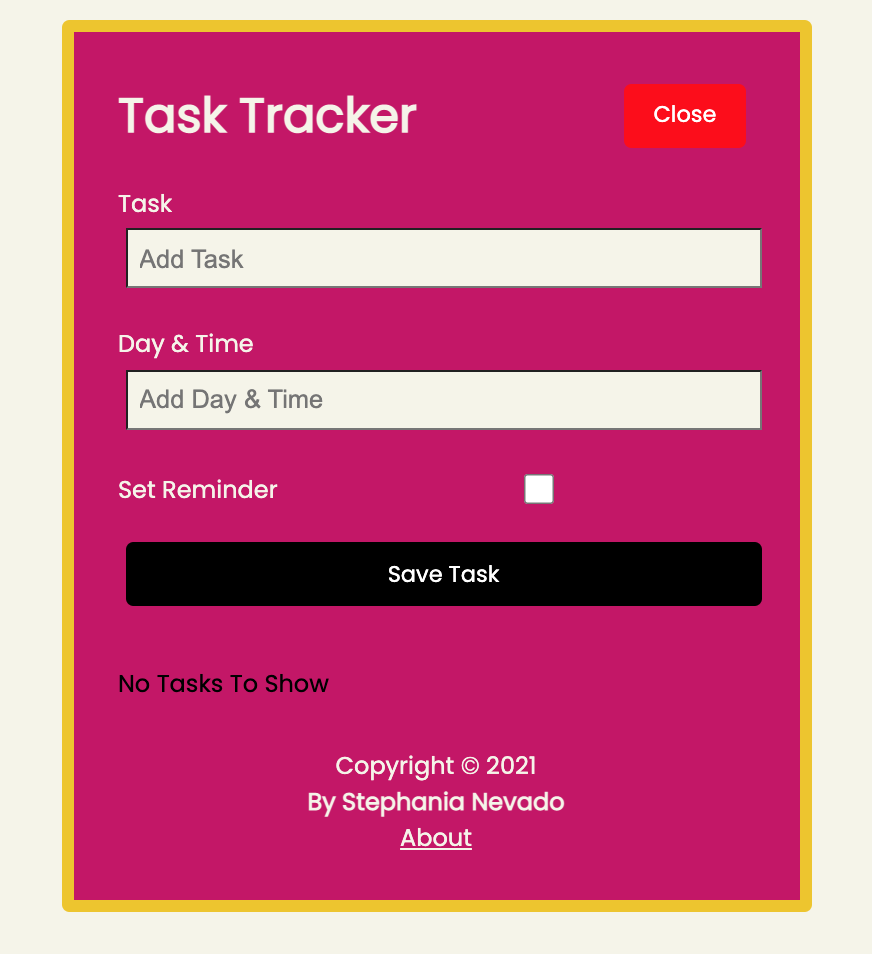 Task Tracker
Close
Task
Add Task
Day & Time
Add Day & Time
Set Reminder
Save Task
No Tasks To Show
Copyright © 2021
By Stephania Nevado
About